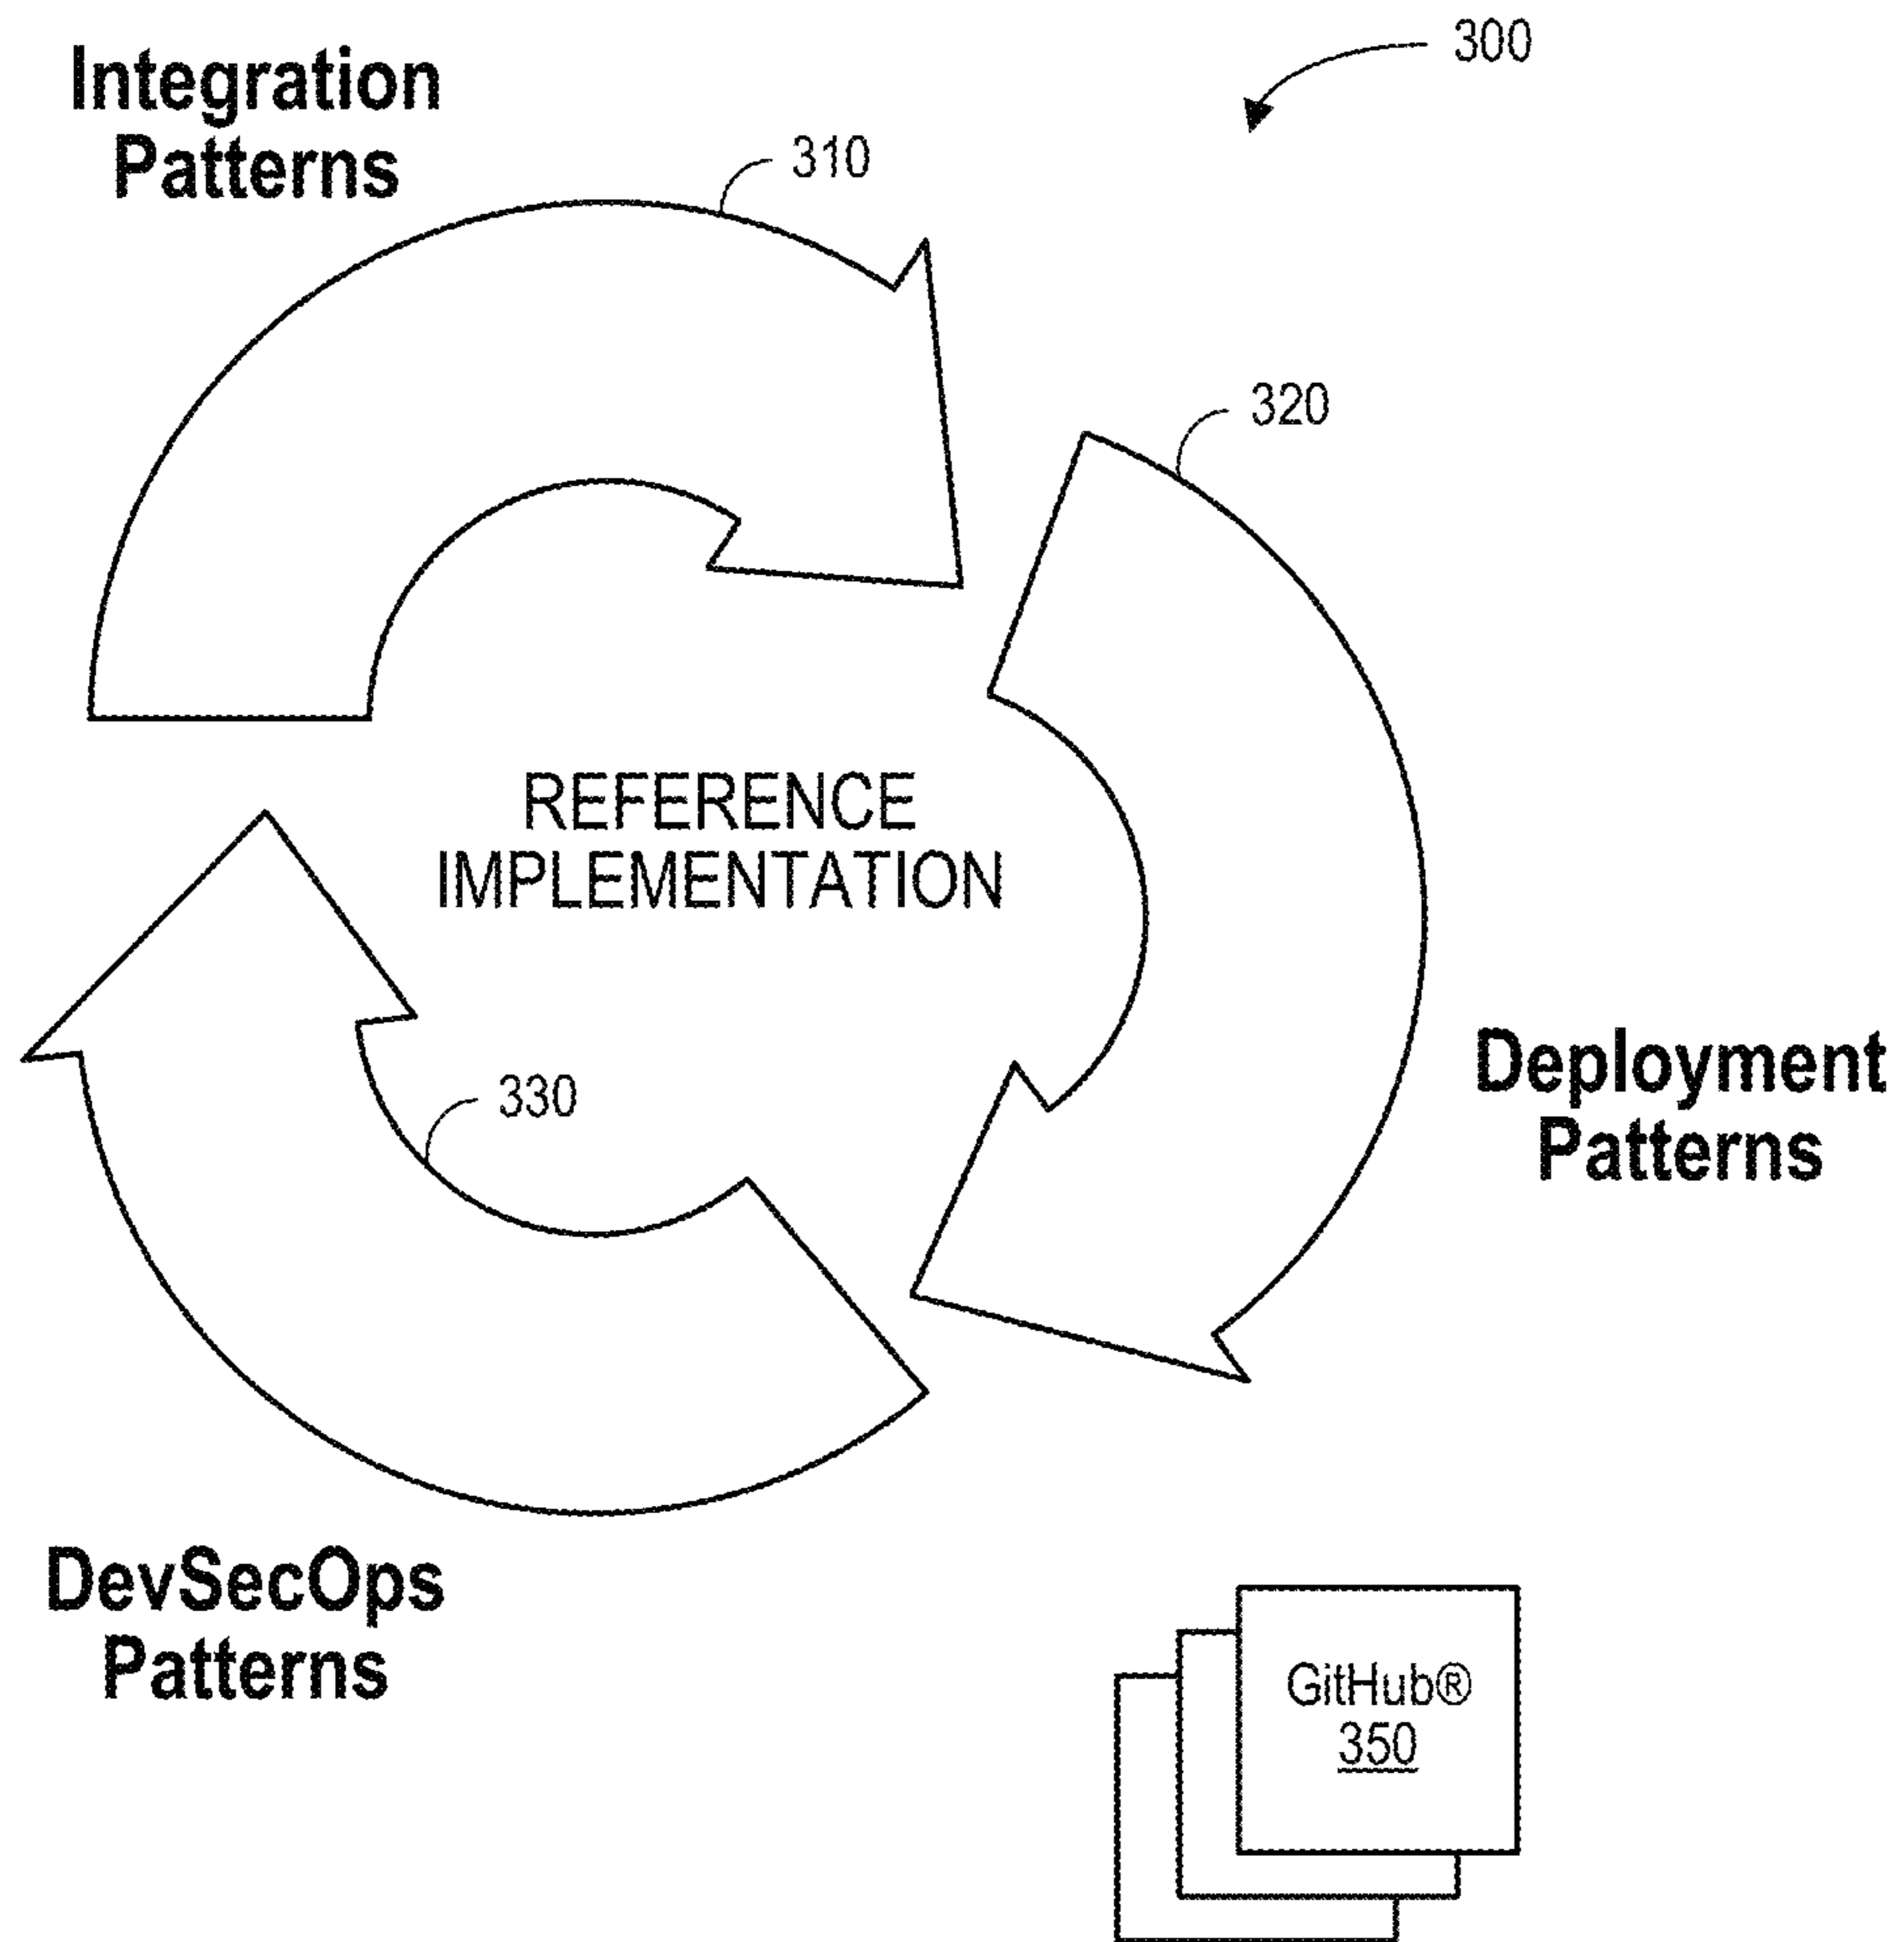 300
Integration
Patterns
310
320
REFERENCE
IMPLEMENTATION
330
Deployment
Patterns
DevSecOps
Patterns
GitHub®
350